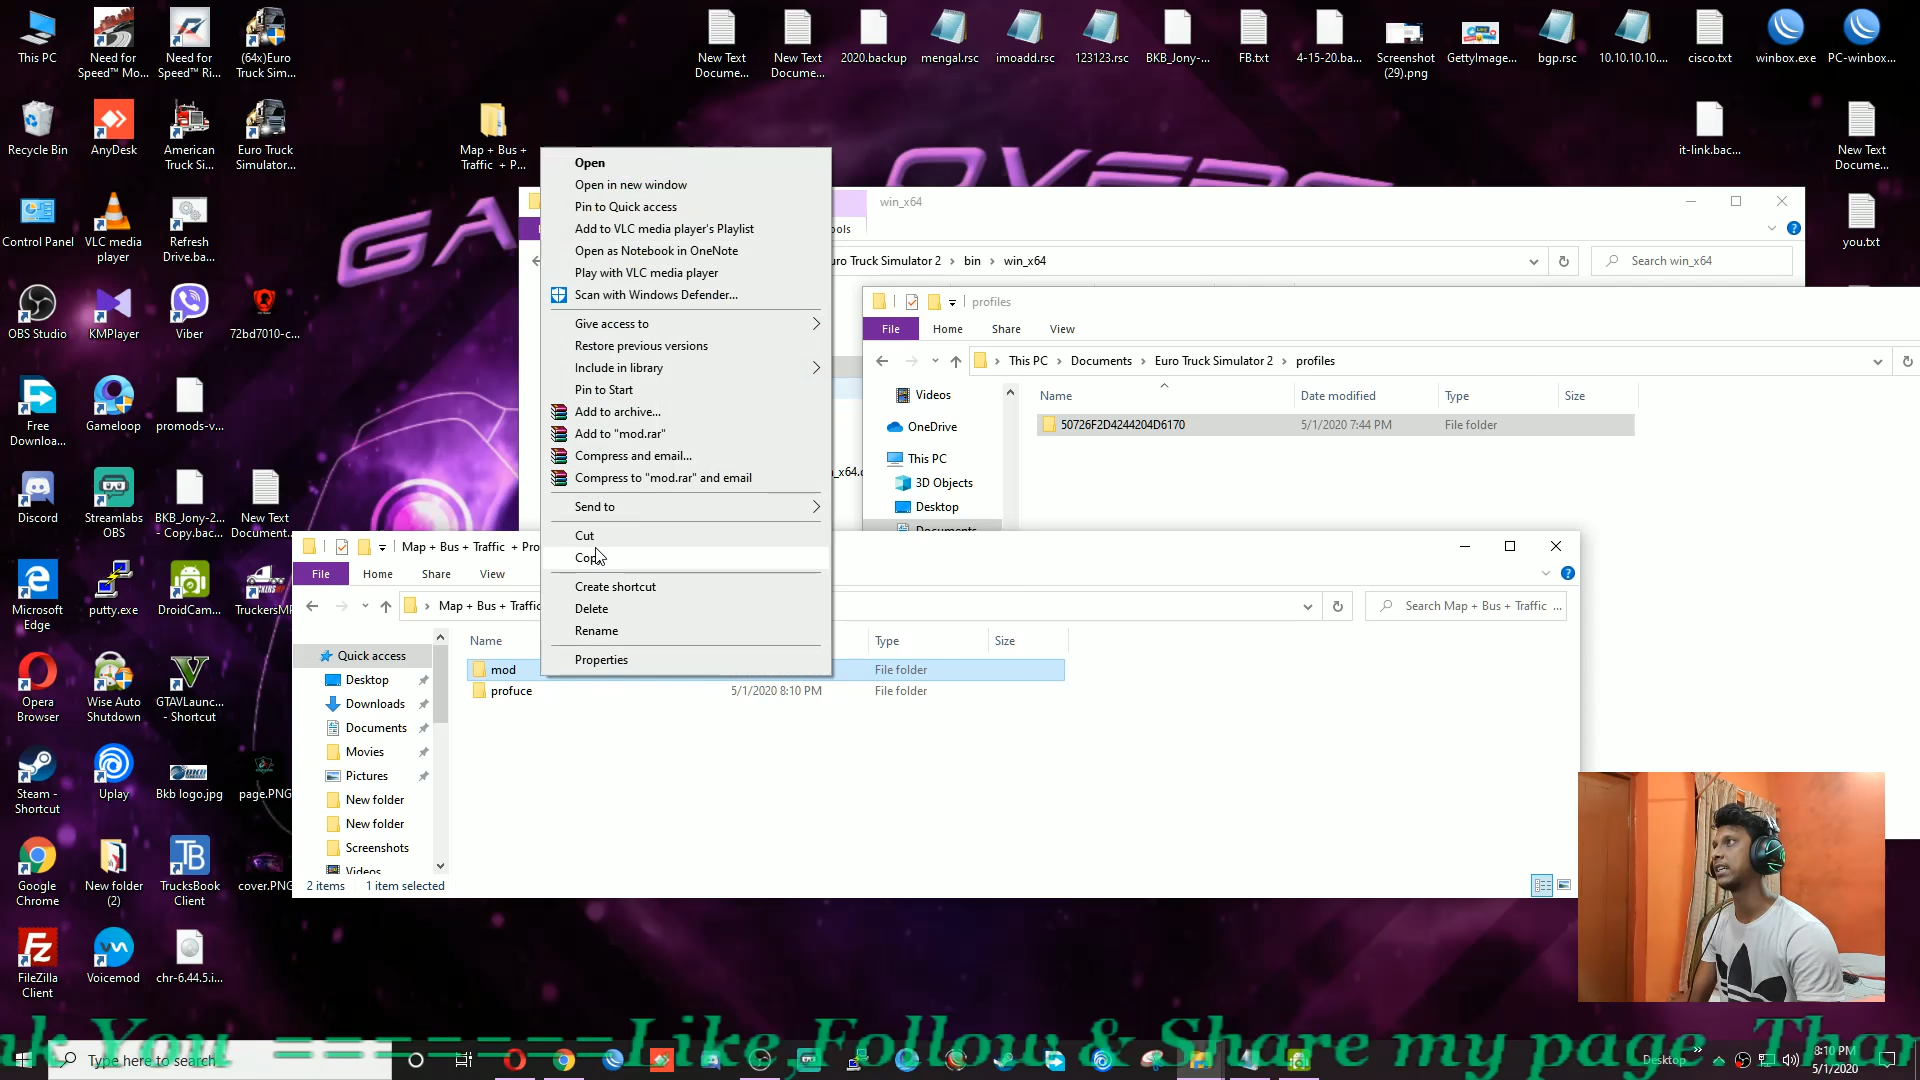 This PC
Need for
Speed™ Mo...
Need for
Speed™ Ri...
(64x)Euro
Truck Sim...
New Text
Docume...
New Text
Docume...
2020.backup
mengal.rsc
imoadd.rsc
123123.rsc
BKB_Jony-...
FB.txt
4-15-20.ba...
Screenshot
(29).png
GettyImage...
bgp.rsc
10.10.10.10....
cisco.txt
winbox.exe
PC-winbox...
Recycle Bin
AnyDesk
American
Truck Si...
Euro Truck
Simulator...
Map + Bus +
Traffic + P...
it-link.bac...
New Text
Docume...
Control Panel
VLC media
player
Refresh
Drive.ba...
you.txt
OBS Studio
KMPlayer
Viber
72bd7010-c...
Free
Downloa...
Gameloop
promods-v...
Discord
Streamlabs
OBS
BKB_Jony-2...
- Copy.bac...
New Text
Document...
Microsoft
Edge
putty.exe
DroidCam...
TruckersMP
Opera
Browser
Wise Auto
Shutdown
GTAVLaunc...
- Shortcut
Steam -
Shortcut
Uplay
Bkb logo.jpg
page.PNG
Google
Chrome
New folder
(2)
TrucksBook
Client
cover.PNG
FileZilla
Client
Voicemod
chr-6.44.5.i...
Open
Open in new window
Pin to Quick access
Add to VLC media player's Playlist
Open as Notebook in OneNote
Play with VLC media player
Scan with Windows Defender...
Give access to
Restore previous versions
Include in library
Pin to Start
Add to archive...
Add to "mod.rar"
Compress and email...
Compress to "mod.rar" and email
Send to
Cut
Copy
Create shortcut
Delete
Rename
Properties
win_x64
ools
uro Truck Simulator 2 > bin > win_x64
Search win_x64
_x64.c
profiles
File Home Share View
This PC > Documents > Euro Truck Simulator 2 > profiles
Name Date modified Type Size
50726F2D4244204D6170 5/1/2020 7:44 PM File folder
Videos
OneDrive
This PC
3D Objects
Desktop
Documents
Map + Bus + Traffic + Pro
File Home Share View
Map + Bus + Traffic
Search Map + Bus + Traffic ...
Name Type Size
mod File folder
profuce 5/1/2020 8:10 PM File folder
Quick access
Desktop
Downloads
Documents
Movies
Pictures
New folder
New folder
Screenshots
Videos
2 items 1 item selected
nk You ======== Like,Follow & Share my page Than
Type here to search
Desktop
8:10 PM
5/1/2020